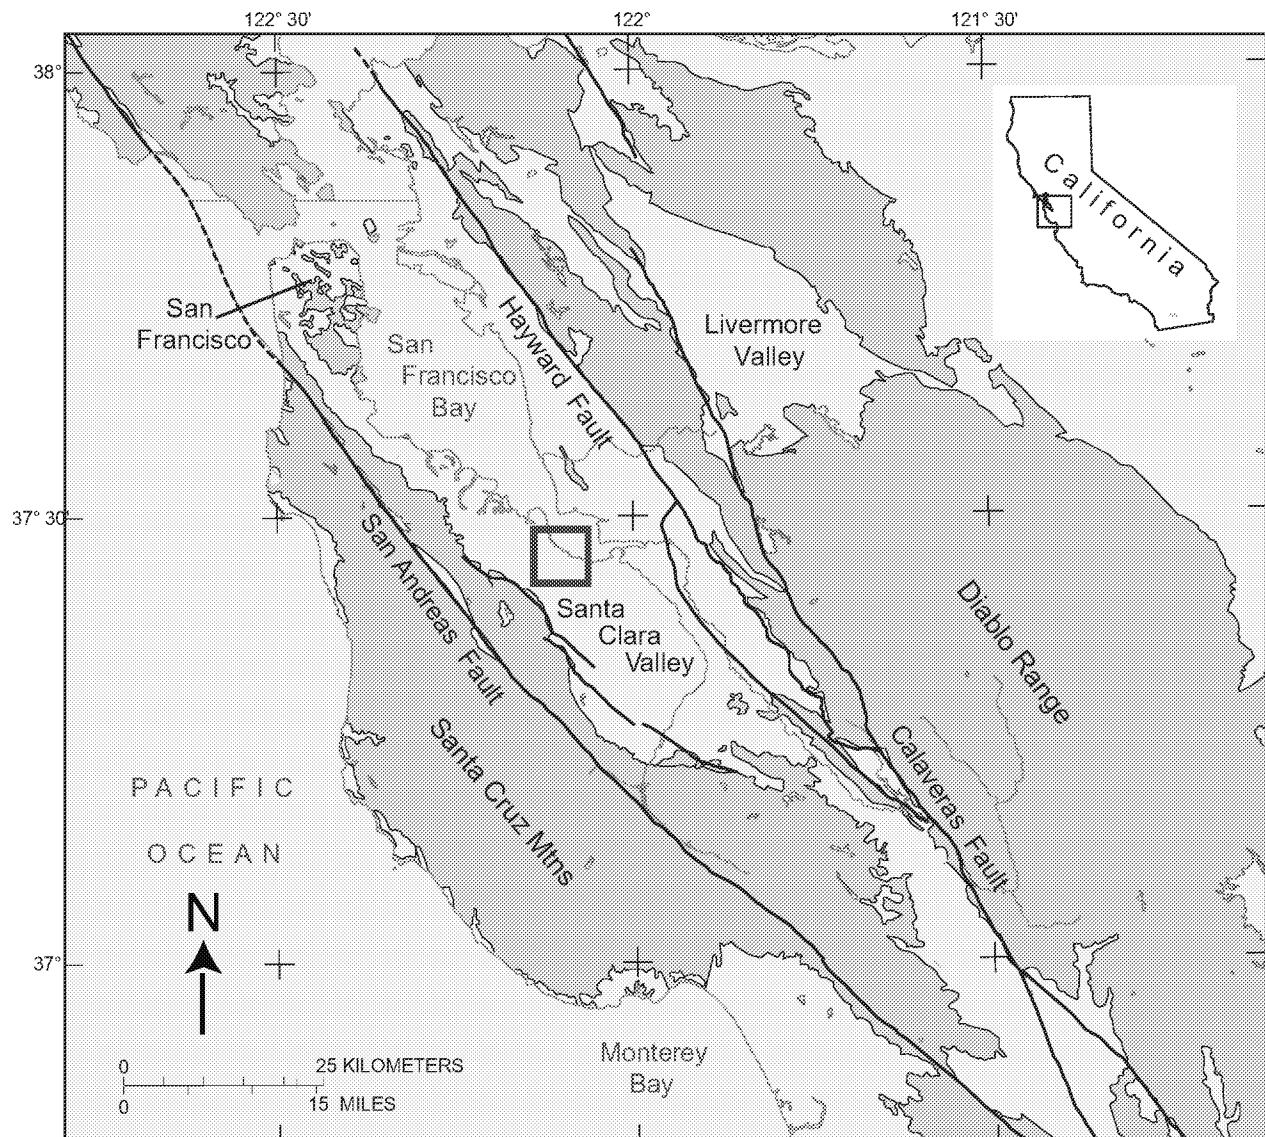 122° 30'
122°
121° 30'
38°
California
San
Francisco
San
Francisco
Bay
Hayward Fault
Livermore
Valley
37° 30'
San Andreas Fault
Santa
Clara
Valley
Diablo Range
Santa Cruz Mtns
Calaveras Fault
PACIFIC
OCEAN
N
37°
0
25 KILOMETERS
0
15 MILES
Monterey
Bay